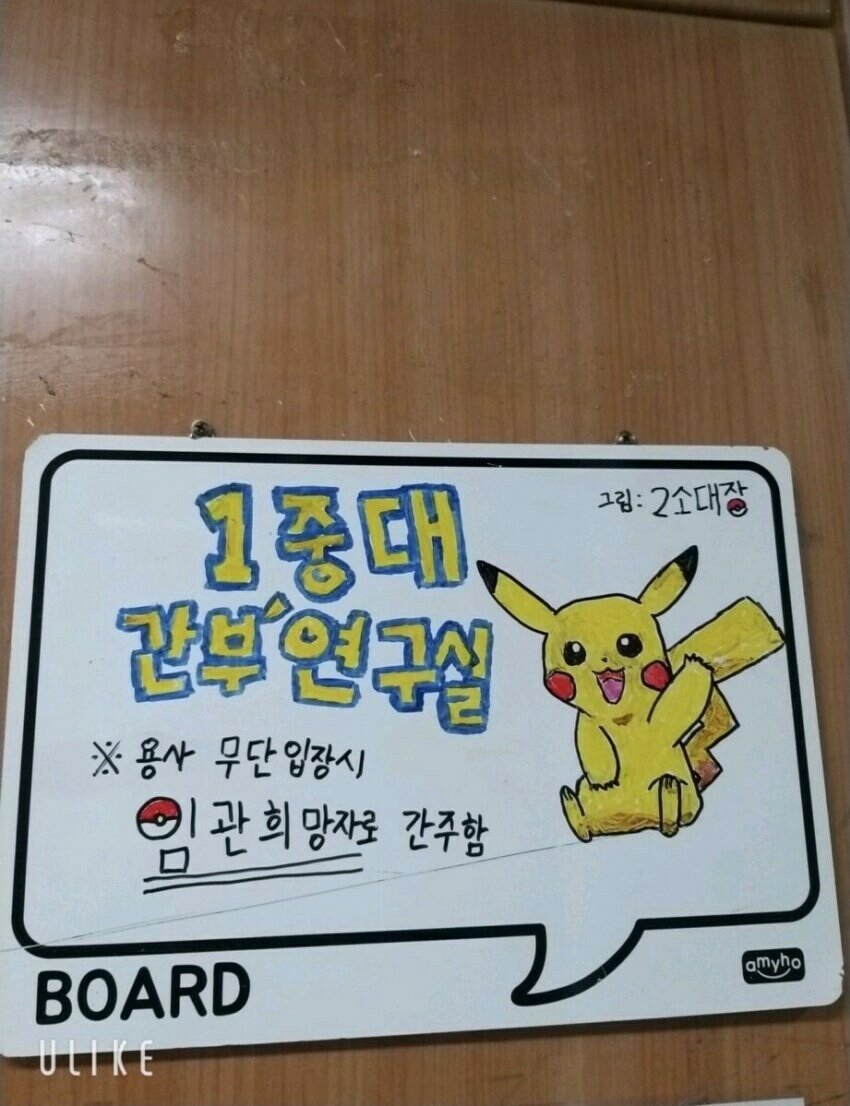 1중대
간부연구실
그림: 2소대장
※ 용사 무단입장시
임관희망자로 간주함
BOARD
amyho
ULIKE